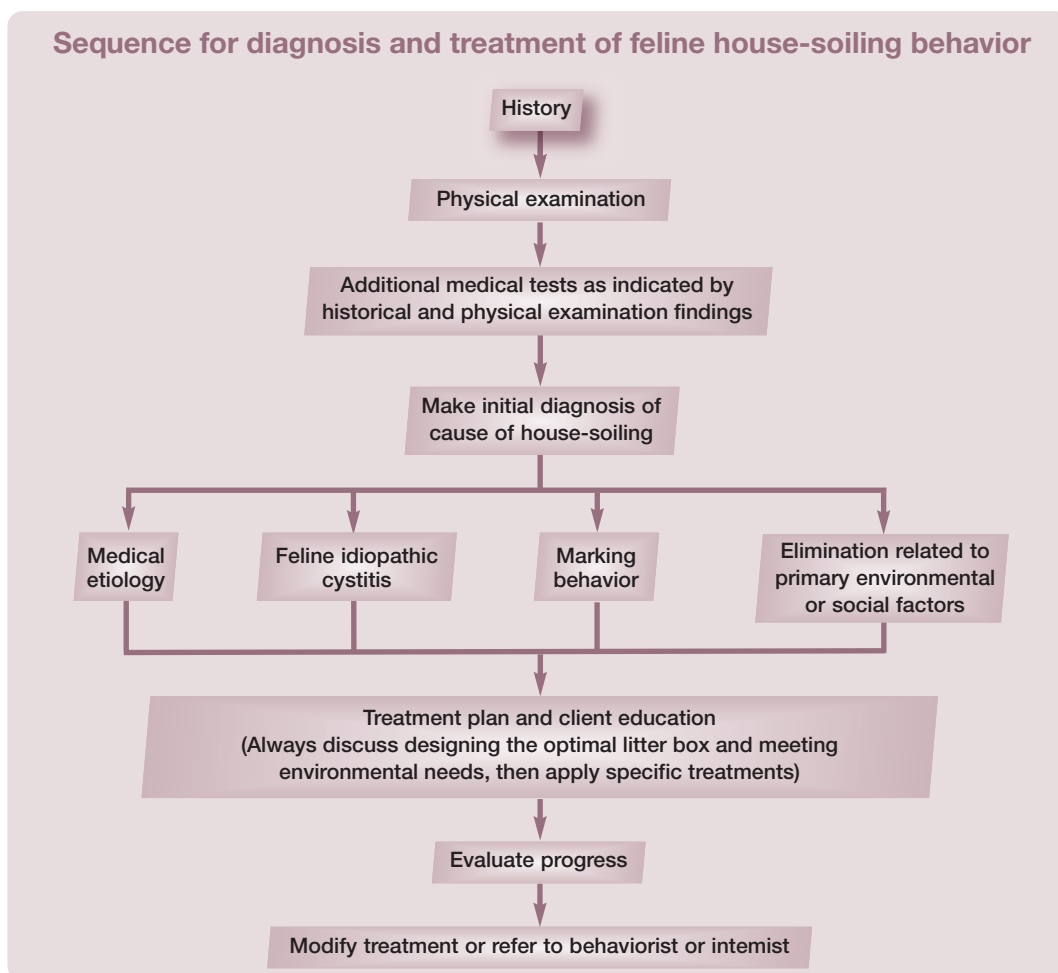 Sequence for diagnosis and treatment of feline house-soiling behavior
History
Physical examination
Additional medical tests as indicated by
historical and physical examination findings
Make initial diagnosis of
cause of house-soiling
Medical
etiology
Feline idiopathic
cystitis
Marking
behavior
Elimination related to
primary environmental
or social factors
Treatment plan and client education
(Always discuss designing the optimal litter box and meeting
environmental needs, then apply specific treatments)
Evaluate progress
Modify treatment or refer to behaviorist or intemist